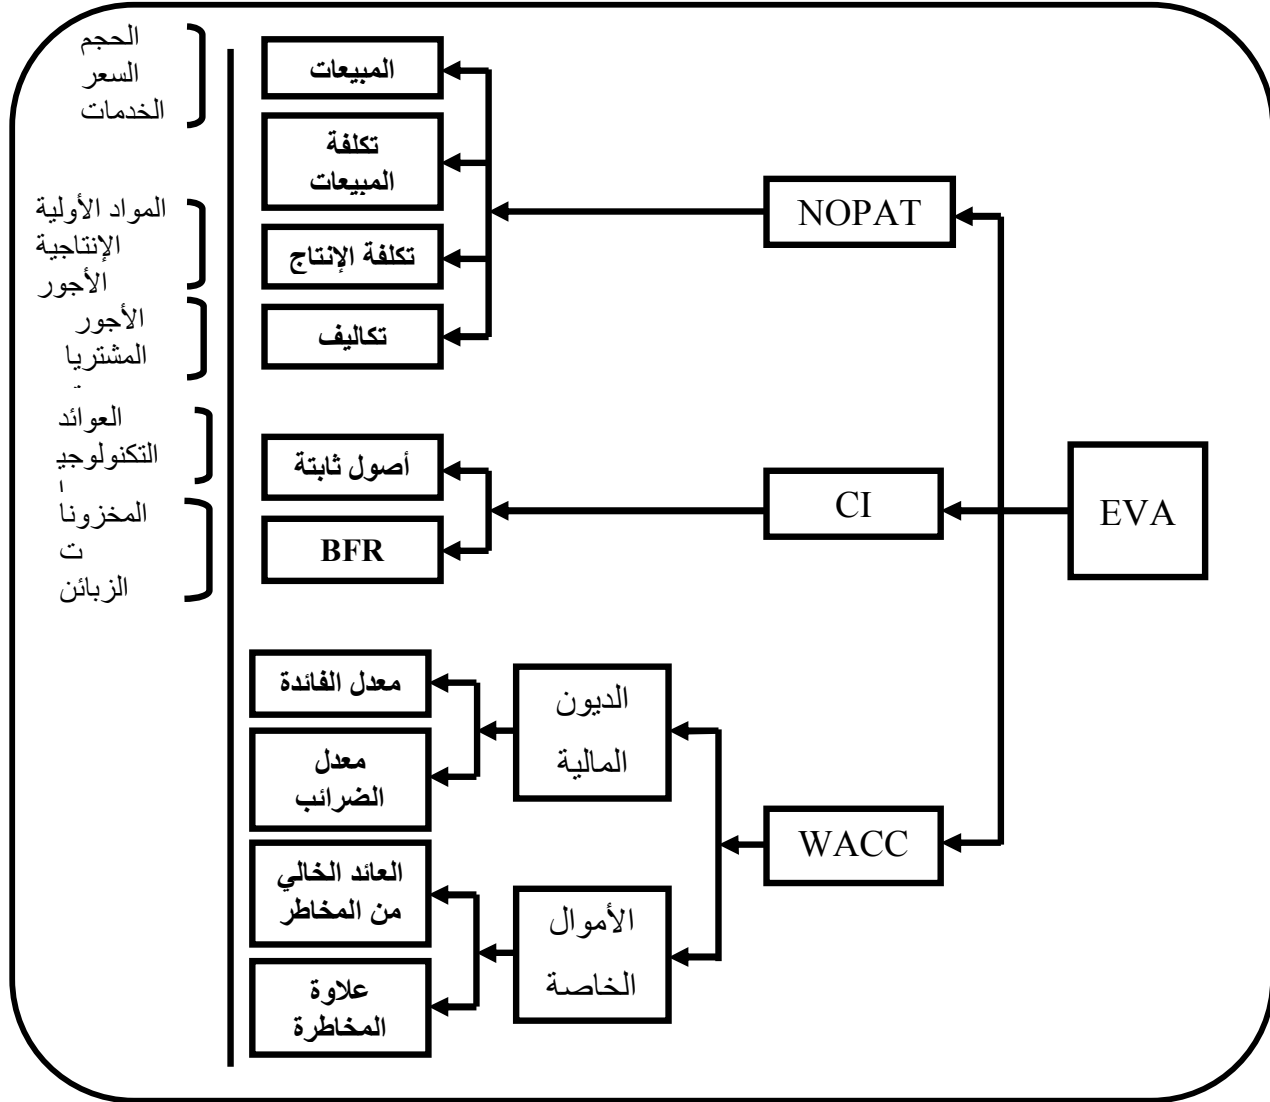 EVA
NOPAT
CI
WACC
الديون
المالية
الأموال
الخاصة
المبيعات
تكلفة
المبيعات
تكلفة الإنتاج
تكاليف
أصول ثابتة
BFR
معدل الفائدة
معدل
الضرائب
العائد الخالي
من المخاطر
علاوة
المخاطرة
الحجم
السعر
الخدمات
المواد الأولية
الإنتاجية
الأجور
الأجور
المشتريا
العوائد
التكنولوجي
ا
المخزونا
ت
الزبائن